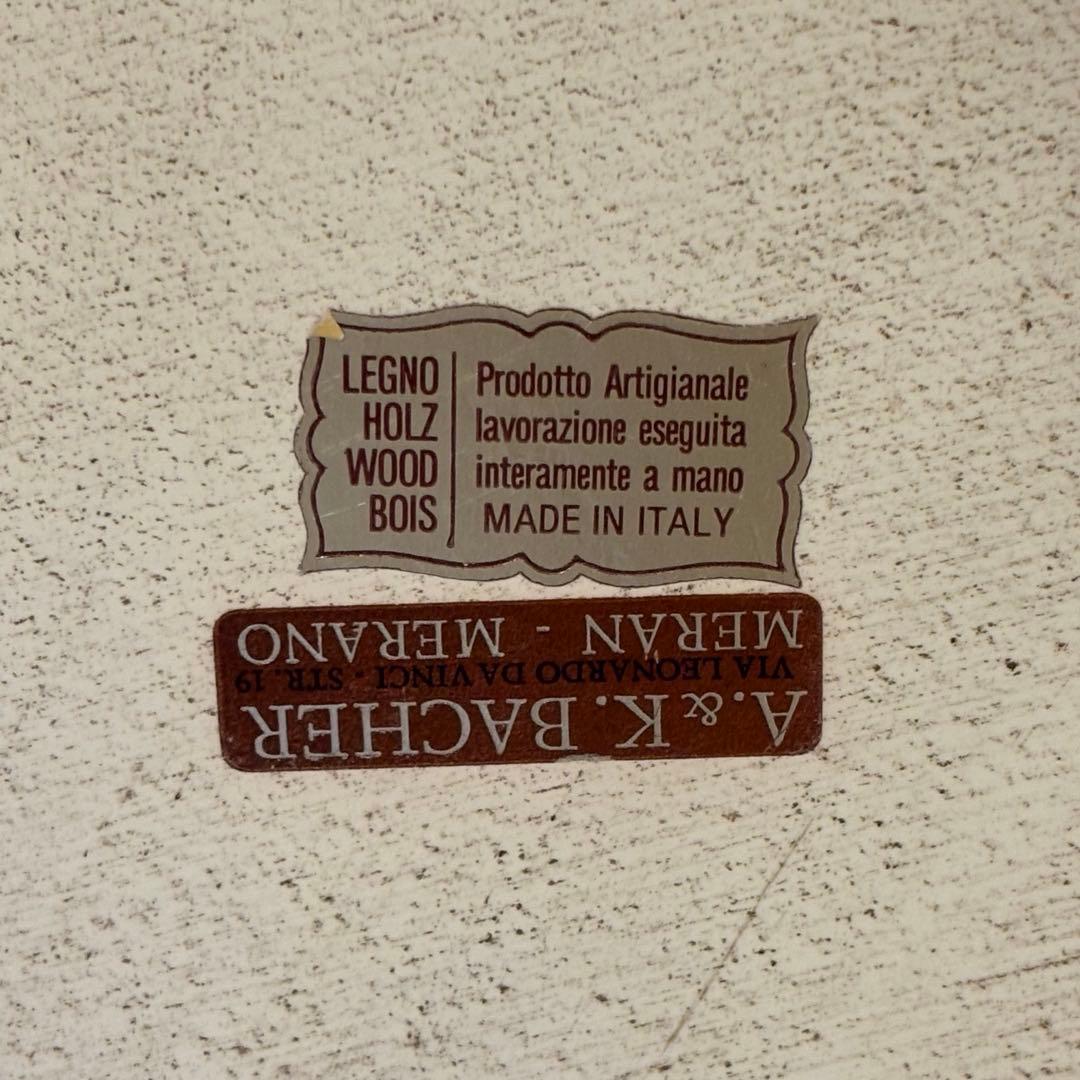 LEGNO
HOLZ
WOOD
BOIS
Prodotto Artigianale
lavorazione eseguita
interamente a mano
MADE IN ITALY
A. & K. BACHER
VIA LEONARDO DA VINCI - STR. 19
MERAN - MERANO